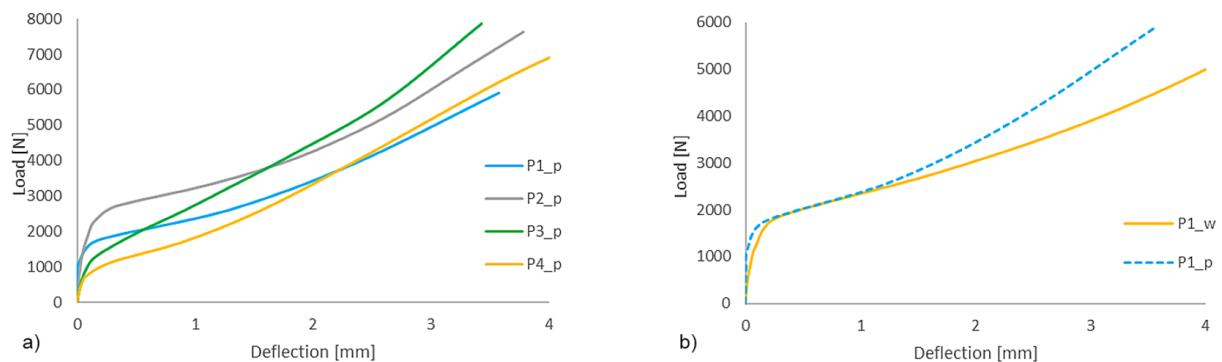 8000
7000
6000
5000
4000
3000
2000
1000
0
Load [N]
0 1 2 3 4
Deflection [mm]
P1_p
P2_p
P3_p
P4_p
a)
6000
5000
4000
3000
2000
1000
0
Load [N]
0 1 2 3 4
Deflection [mm]
P1_w
P1_p
b)